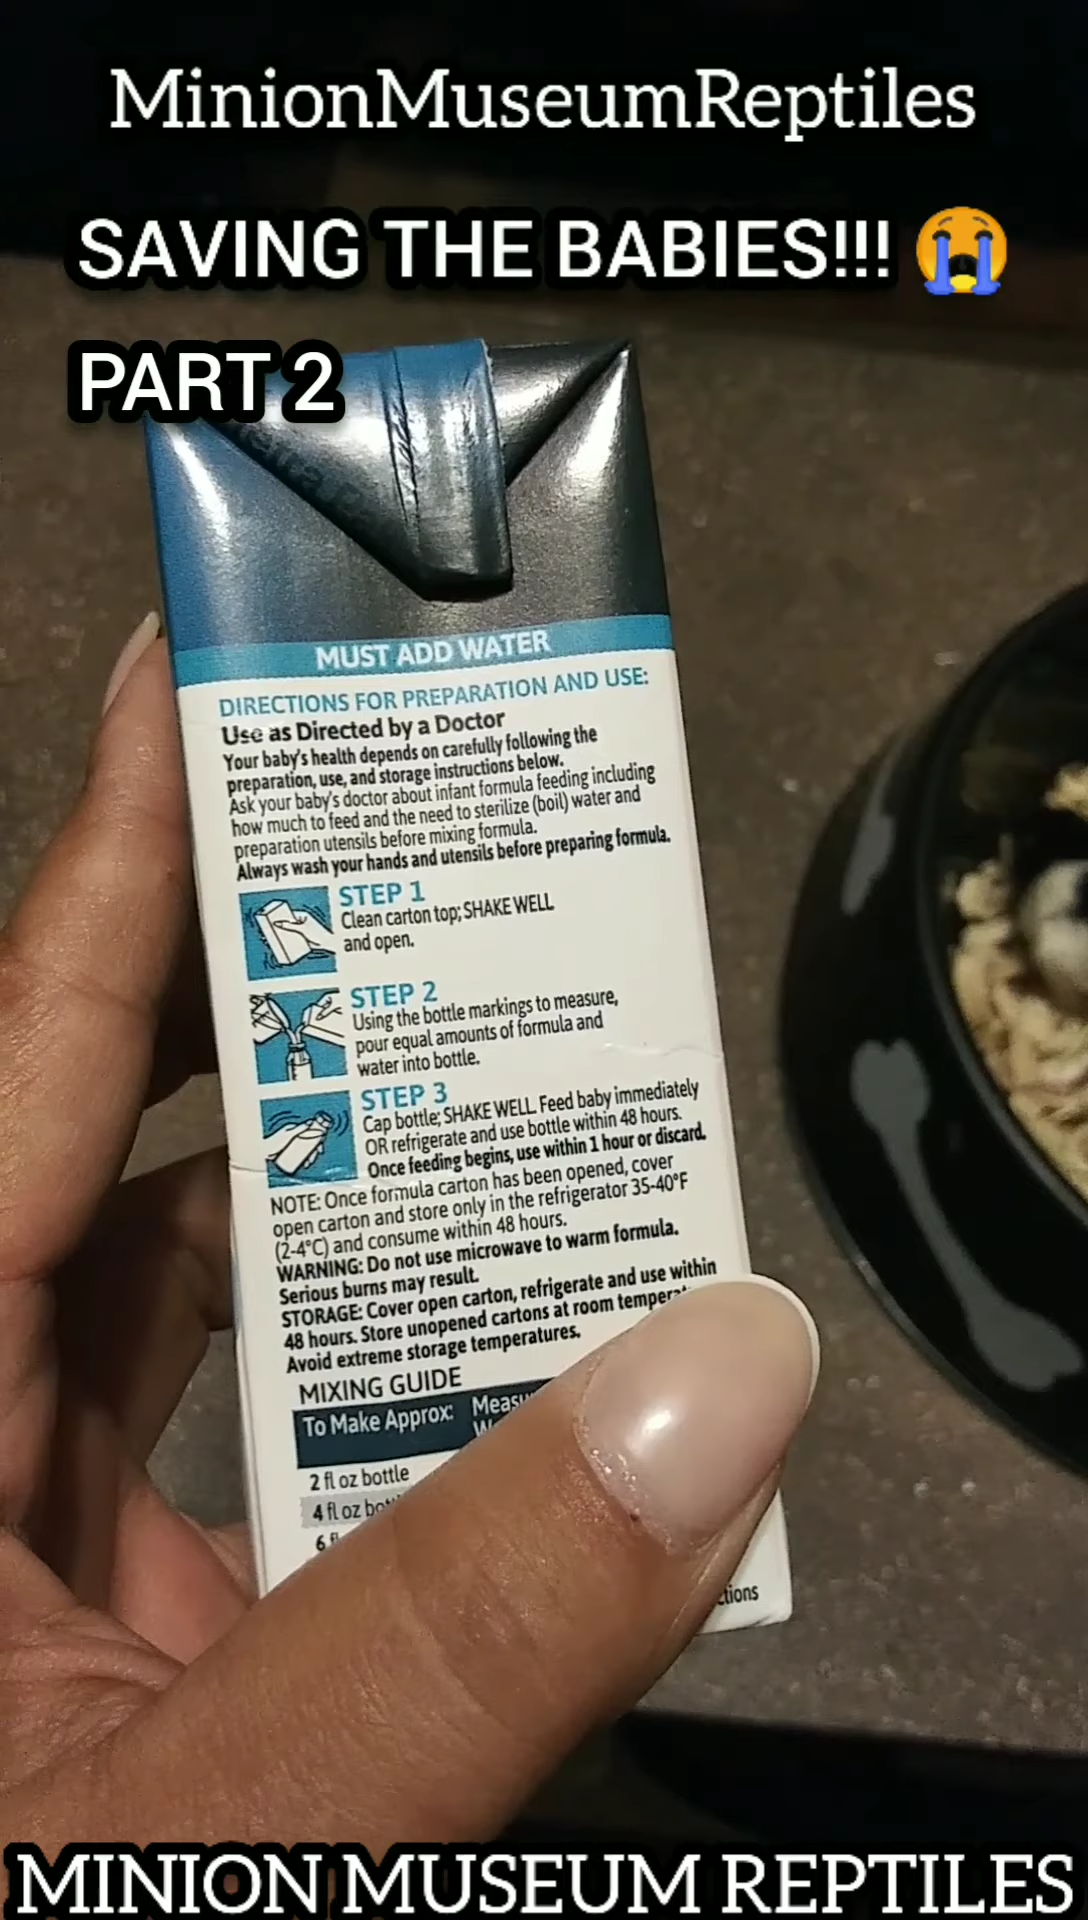 MinionMuseumReptiles
SAVING THE BABIES!!! 😭
PART 2
MUST ADD WATER
DIRECTIONS FOR PREPARATION AND USE:
Use as Directed by a Doctor
Your baby's health depends on carefully following the
preparation, use, and storage instructions below.
Ask your baby's doctor about infant formula feeding including
how much to feed and the need to sterilize (boil) water and
preparation utensils before mixing formula.
Always wash your hands and utensils before preparing formula.
STEP 1
Clean carton top; SHAKE WELL
and open.
STEP 2
Using the bottle markings to measure,
pour equal amounts of formula and
water into bottle.
STEP 3
Cap bottle; SHAKE WELL. Feed baby immediately
OR refrigerate and use bottle within 48 hours.
Once feeding begins, use within 1 hour or discard.
NOTE: Once formula carton has been opened, cover
open carton and store only in the refrigerator 35-40°F
(2-4°C) and consume within 48 hours.
WARNING: Do not use microwave to warm formula.
Serious burns may result.
STORAGE: Cover open carton, refrigerate and use within
48 hours. Store unopened cartons at room
Avoid extreme storage temperatures.
MIXING GUIDE
To Make Approx:
2 fl oz bottle
4 fl oz
6
MINION MUSEUM REPTILES